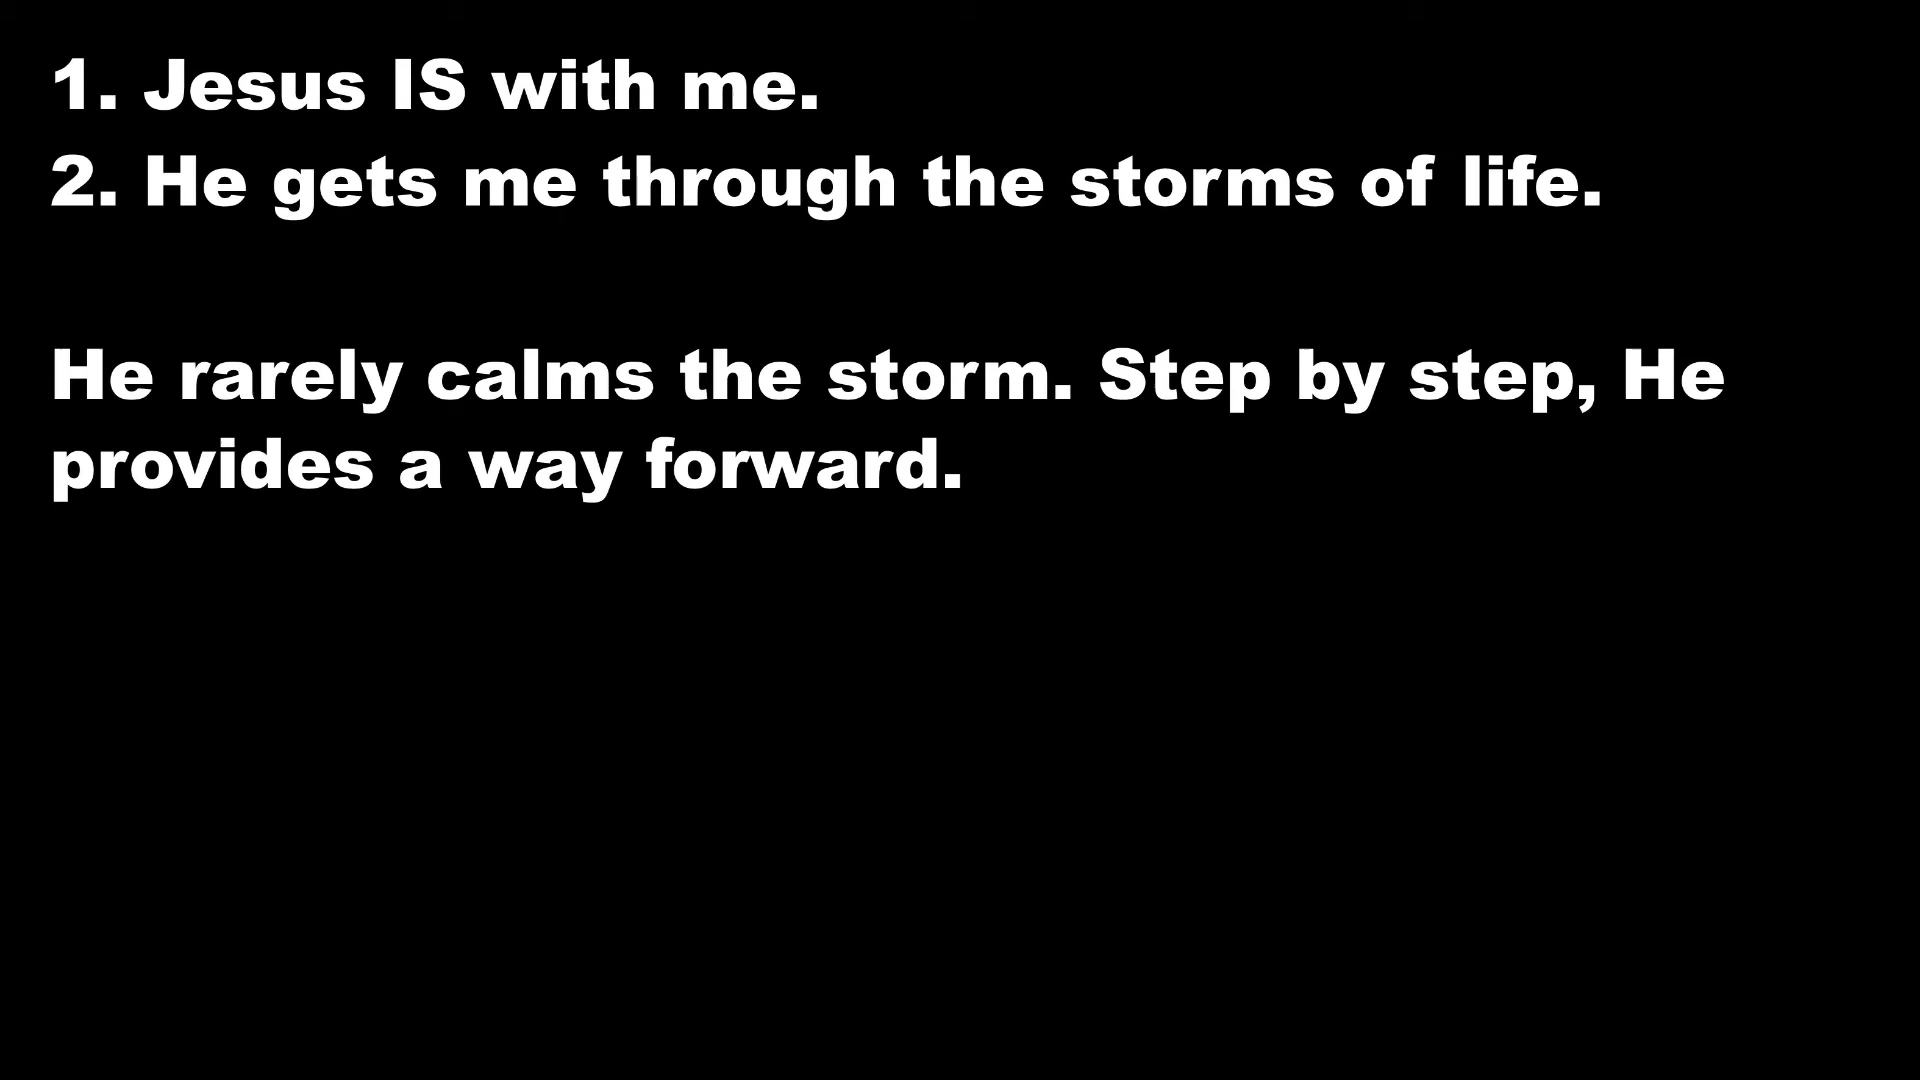 1. Jesus IS with me.
2. He gets me through the storms of life.
He rarely calms the storm. Step by step, He
provides a way forward.